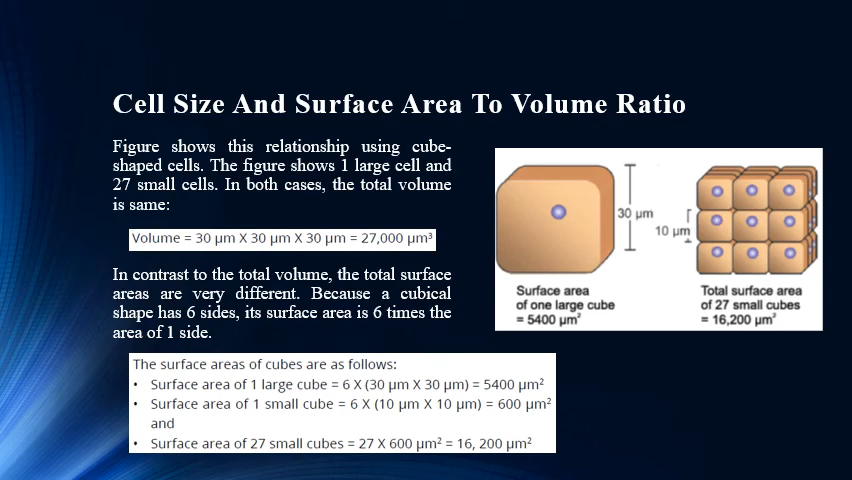 Cell Size And Surface Area To Volume Ratio
Figure shows this relationship using cube-
shaped cells. The figure shows 1 large cell and
27 small cells. In both cases, the total volume
is same:
Volume = 30 µm X 30 µm X 30 µm = 27,000 µm³
In contrast to the total volume, the total surface
areas are very different. Because a cubical
shape has 6 sides, its surface area is 6 times the
area of 1 side.
The surface areas of cubes are as follows:
• Surface area of 1 large cube = 6 X (30 µm X 30 µm) = 5400 µm²
• Surface area of 1 small cube = 6 X (10 µm X 10 µm) = 600 µm²
and
• Surface area of 27 small cubes = 27 X 600 µm² = 16, 200 µm²
30 µm
10 µm
Surface area
of one large cube
= 5400 µm²
Total surface area
of 27 small cubes
= 16,200 µm²